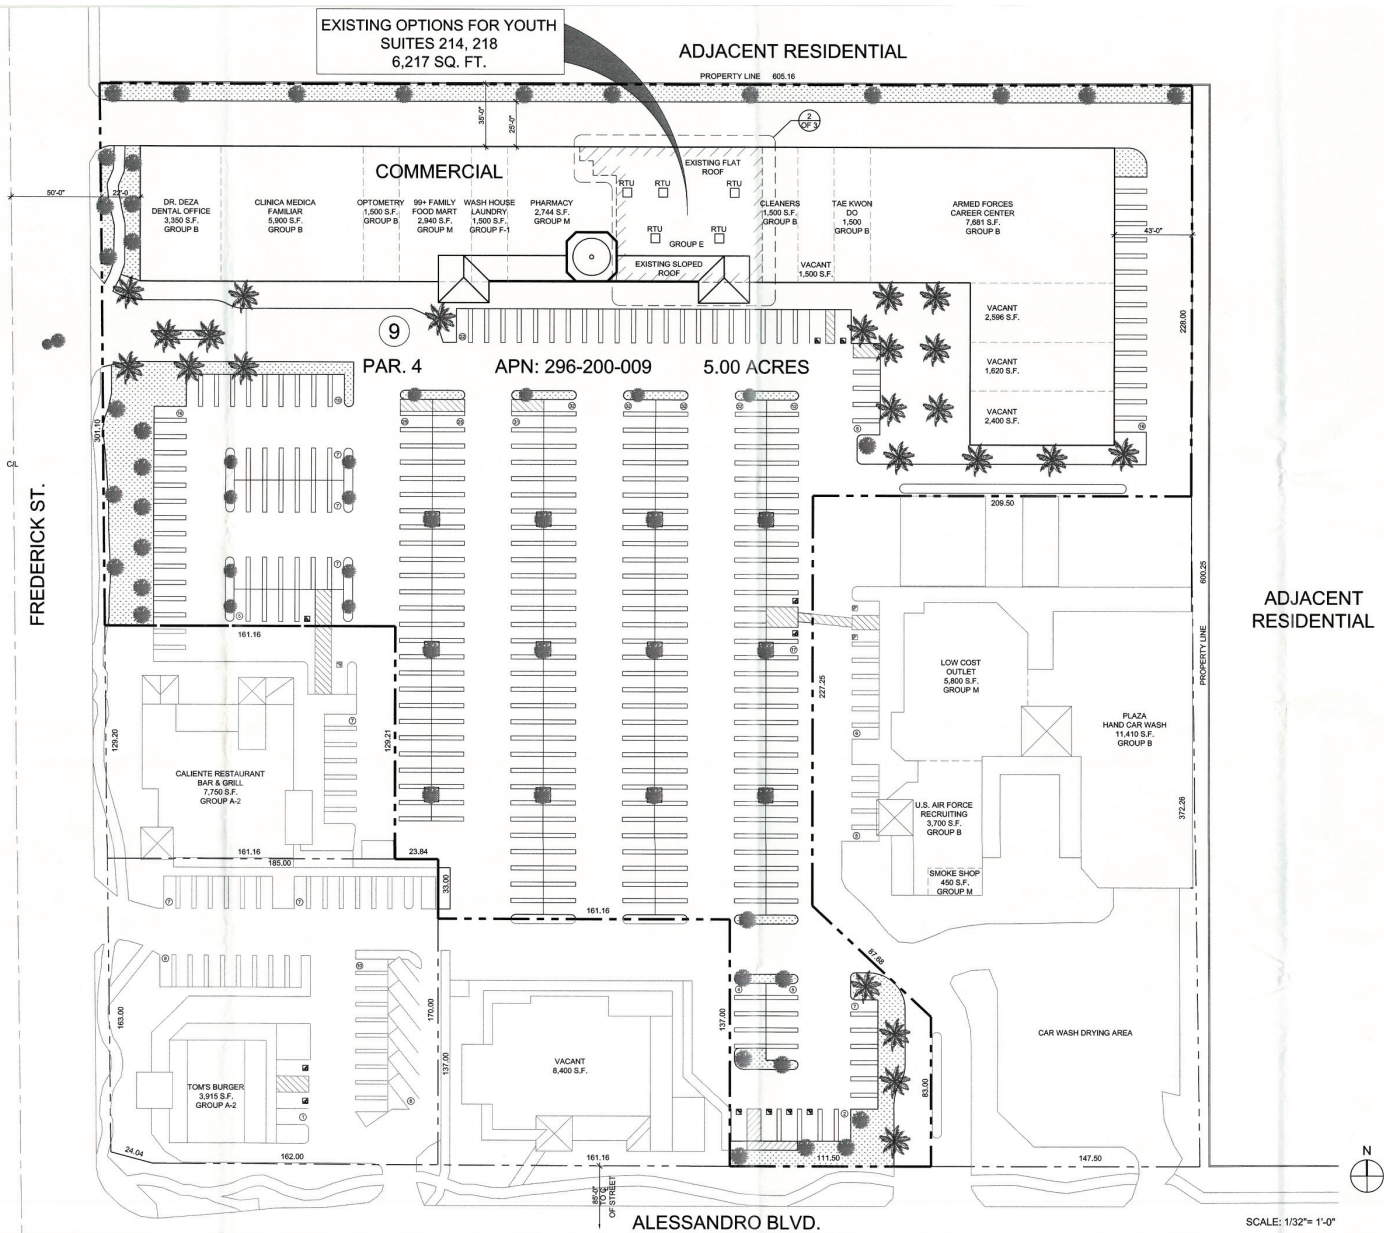 EXISTING OPTIONS FOR YOUTH
SUITES 214, 218
6,217 SQ. FT.
ADJACENT RESIDENTIAL
PROPERTY LINE 605.16
35'-0"
25'-0"
2
OF 3
COMMERCIAL
50'-0"
22'-0
DR. DEZA
DENTAL OFFICE
3,350 S.F.
GROUP B
CLINICA MEDICA
FAMILIAR
5,900 S.F.
GROUP B
OPTOMETRY
1,500 S.F.
GROUP B
99+ FAMILY
FOOD MART
2,940 S.F.
GROUP M
WASH HOUSE
LAUNDRY
1,500 S.F.
GROUP F-1
PHARMACY
2,744 S.F.
GROUP M
EXISTING FLAT
ROOF
RTU
RTU
RTU
RTU
RTU
GROUP E
EXISTING SLOPED
ROOF
CLEANERS
1,500 S.F.
GROUP B
TAE KWON
DO
1,500
GROUP B
VACANT
1,500 S.F.
ARMED FORCES
CAREER CENTER
7,681 S.F.
GROUP B
43'-0"
VACANT
2,596 S.F.
VACANT
1,620 S.F.
VACANT
2,400 S.F.
228.00
9
PAR. 4
APN: 296-200-009
5.00 ACRES
301.10
C/L
FREDERICK ST.
209.50
600.25
PROPERTY LINE
ADJACENT
RESIDENTIAL
161.16
129.20
129.21
227.25
LOW COST
OUTLET
5,800 S.F.
GROUP M
PLAZA
HAND CAR WASH
11,410 S.F.
GROUP B
CALIENTE RESTAURANT
BAR & GRILL
7,750 S.F.
GROUP A-2
U.S. AIR FORCE
RECRUITING
3,700 S.F.
GROUP B
372.26
161.16
185.00
23.84
33.00
SMOKE SHOP
450 S.F.
GROUP M
161.16
87.68
163.00
170.00
137.00
137.00
83.00
CAR WASH DRYING AREA
VACANT
8,400 S.F.
TOM'S BURGER
3,915 S.F.
GROUP A-2
24.04
162.00
161.16
111.50
147.50
85'-0"
TO
OF STREET
N
ALESSANDRO BLVD.
SCALE: 1/32"= 1'-0"